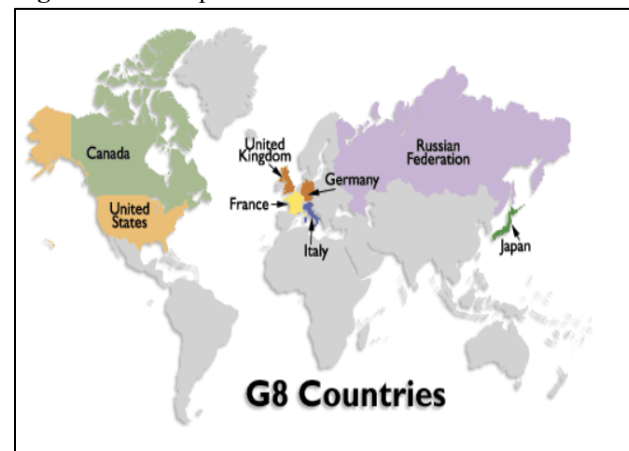 Canada
United
States
United
Kingdom
France
Germany
Italy
Russian
Federation
Japan
G8 Countries